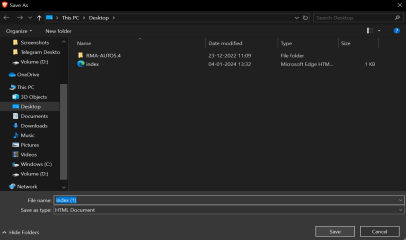 Save As
This PC > Desktop >
Search Desktop
Organize
New folder
Screenshots
Telegram Deskto
Volume (D:)
OneDrive
This PC
3D Objects
Desktop
Documents
Downloads
Music
Pictures
Videos
Windows (C:)
Volume (D:)
Network
Name
Date modified
Type
Size
RMA-AUTOS.4
23-12-2022 11:09
File folder
index
04-01-2024 13:32
Microsoft Edge HTM...
1 KB
File name:
index (1)
Save as type:
HTML Document
Hide Folders
Save
Cancel